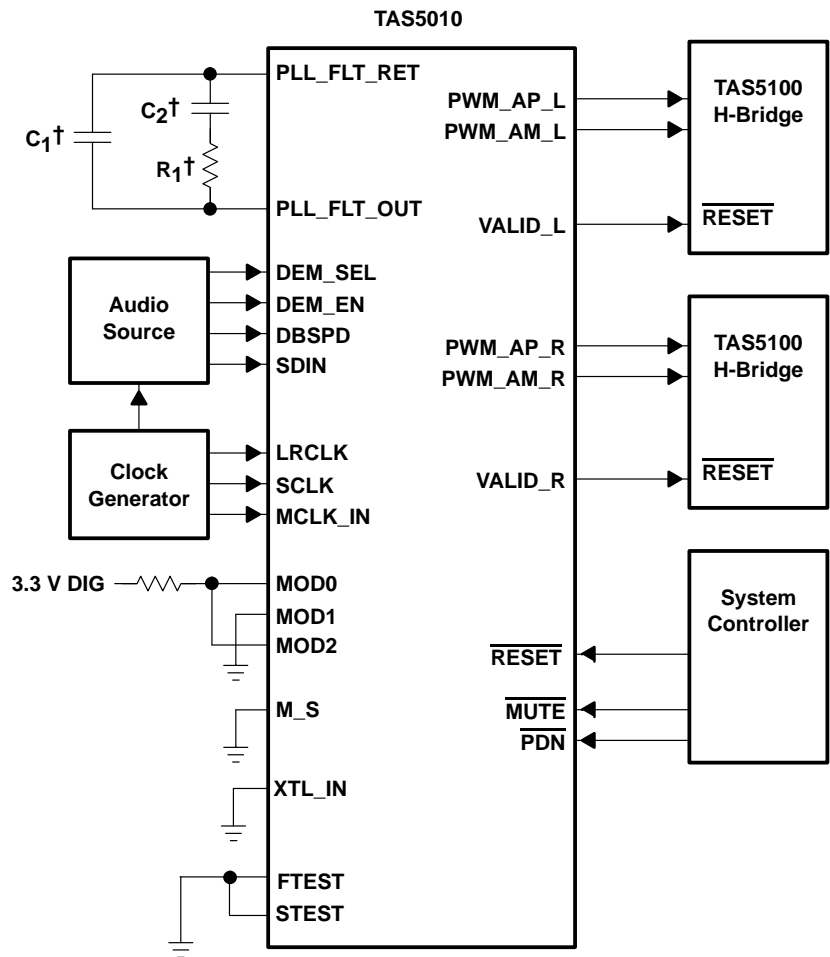 TAS5010
PLL_FLT_RET
C2†
C1†
R1†
PLL_FLT_OUT
DEM_SEL
DEM_EN
DBSPD
SDIN
Audio
Source
LRCLK
SCLK
MCLK_IN
Clock
Generator
3.3 V DIG
MOD0
MOD1
MOD2
M_S
XTL_IN
FTEST
STEST
PWM_AP_L
PWM_AM_L
VALID_L
TAS5100
H-Bridge
RESET
PWM_AP_R
PWM_AM_R
VALID_R
TAS5100
H-Bridge
RESET
System
Controller
RESET
MUTE
PDN